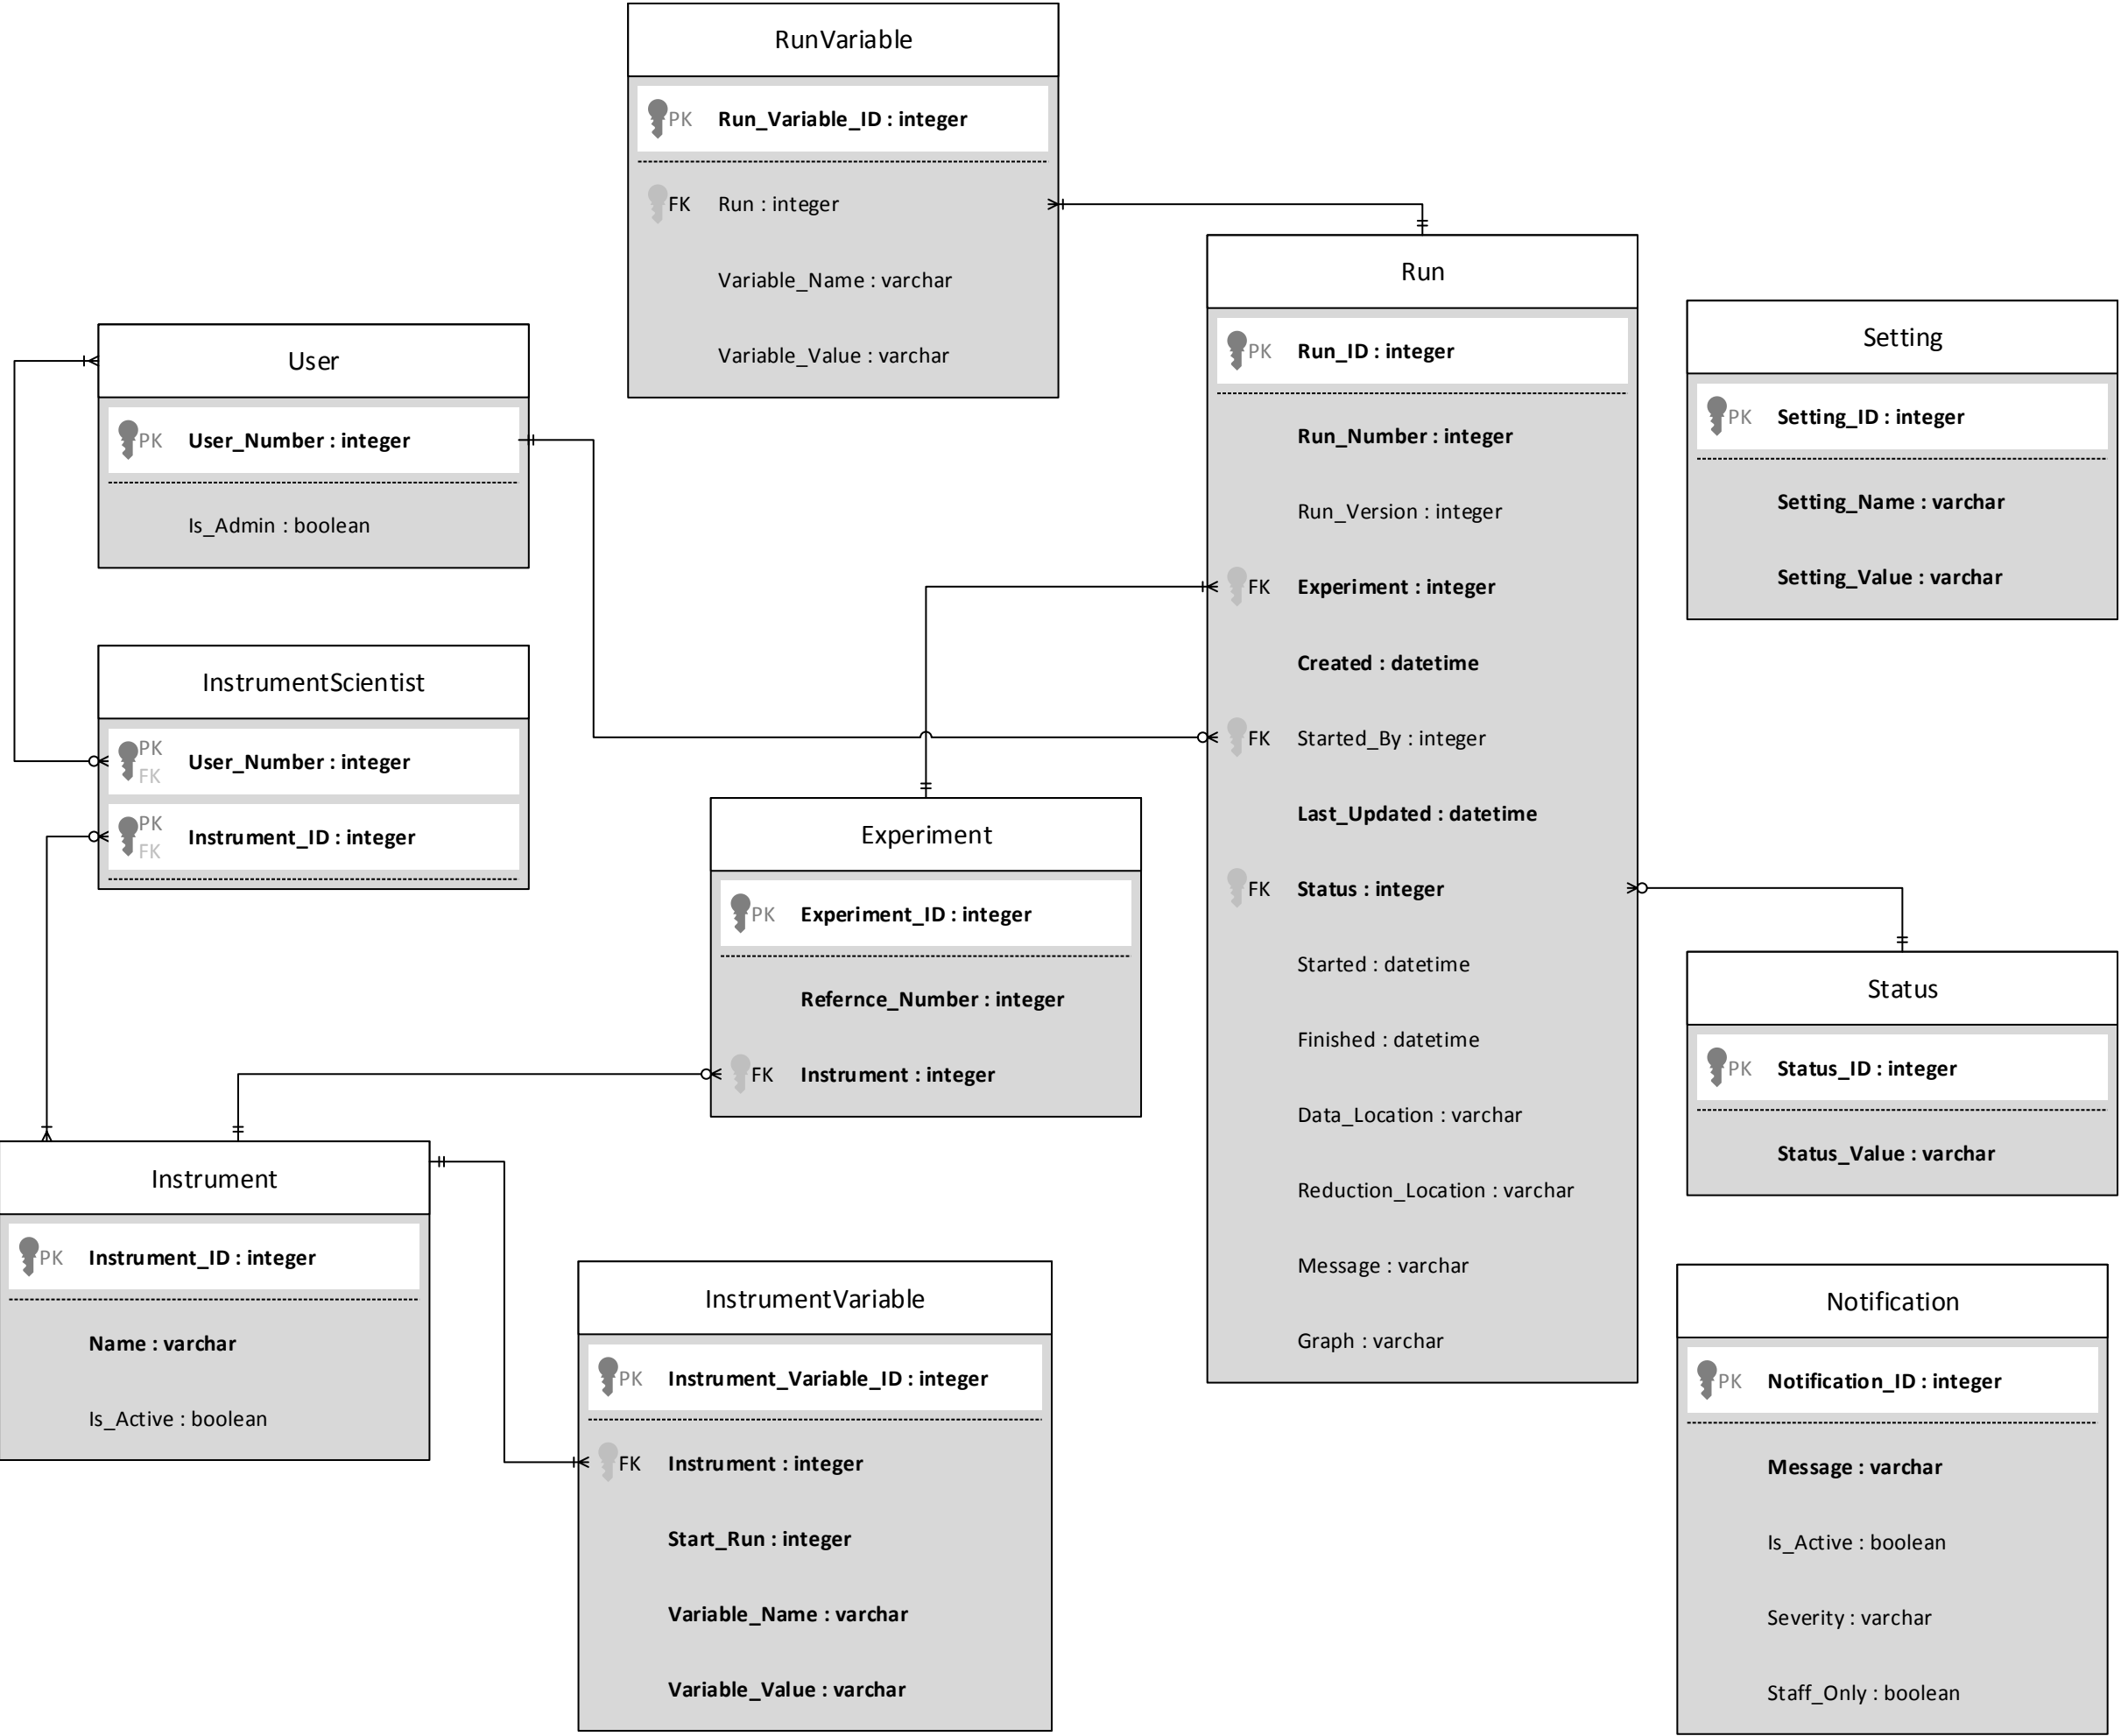 RunVariable
PK Run_Variable_ID : integer
FK Run : integer
Variable_Name : varchar
Variable_Value : varchar
Run
PK Run_ID : integer
Run_Number : integer
Run_Version : integer
FK Experiment : integer
Created : datetime
FK Started_By : integer
Last_Updated : datetime
FK Status : integer
Started : datetime
Finished : datetime
Data_Location : varchar
Reduction_Location : varchar
Message : varchar
Graph : varchar
Setting
PK Setting_ID : integer
Setting_Name : varchar
Setting_Value : varchar
User
PK User_Number : integer
Is_Admin : boolean
InstrumentScientist
PK
FK
User_Number : integer
PK
FK
Instrument_ID : integer
Experiment
PK Experiment_ID : integer
Refernce_Number : integer
FK Instrument : integer
Status
PK Status_ID : integer
Status_Value : varchar
Instrument
PK Instrument_ID : integer
Name : varchar
Is_Active : boolean
InstrumentVariable
PK Instrument_Variable_ID : integer
FK Instrument : integer
Start_Run : integer
Variable_Name : varchar
Variable_Value : varchar
Notification
PK Notification_ID : integer
Message : varchar
Is_Active : boolean
Severity : varchar
Staff_Only : boolean